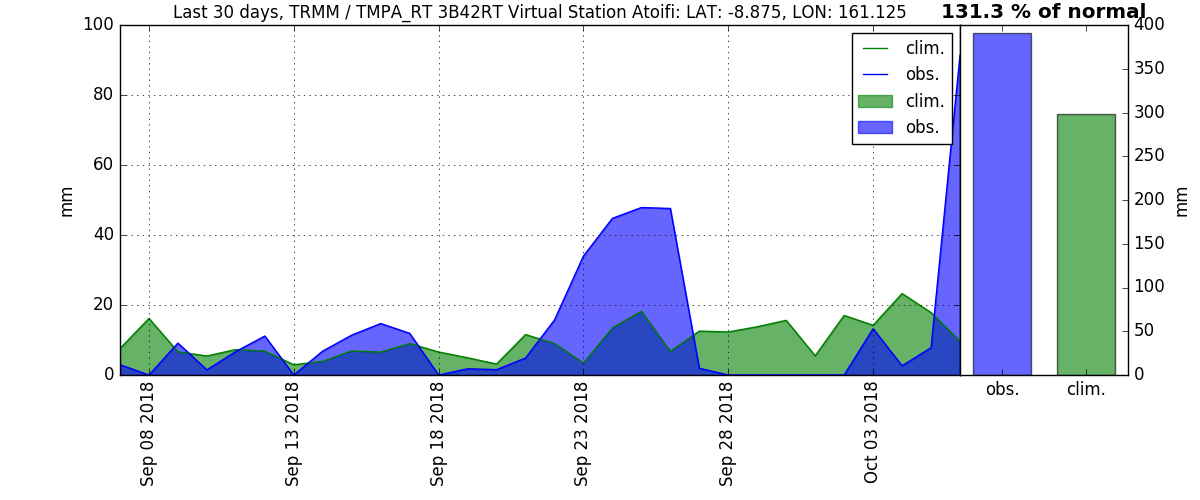 Last 30 days, TRMM / TMPA_RT 3B42RT Virtual Station Atoifi: LAT: -8.875, LON: 161.125
131.3 % of normal
100
80
60
40
20
0
mm
clim.
obs.
clim.
obs.
400
350
300
250
200
150
100
50
0
mm
Sep 08 2018
Sep 13 2018
Sep 18 2018
Sep 23 2018
Sep 28 2018
Oct 03 2018
obs.
clim.